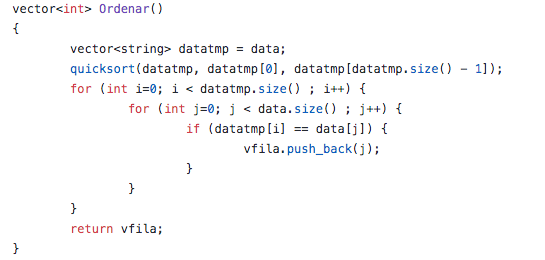 vector<int> Ordenar()
{
        vector<string> datatmp = data;
        quicksort(datatmp, datatmp[0], datatmp[datatmp.size() - 1]);
        for (int i=0; i < datatmp.size() ; i++) {
                for (int j=0; j < data.size() ; j++) {
                        if (datatmp[i] == data[j]) {
                                vfila.push_back(j);
                        }
                }
        }
        return vfila;
}